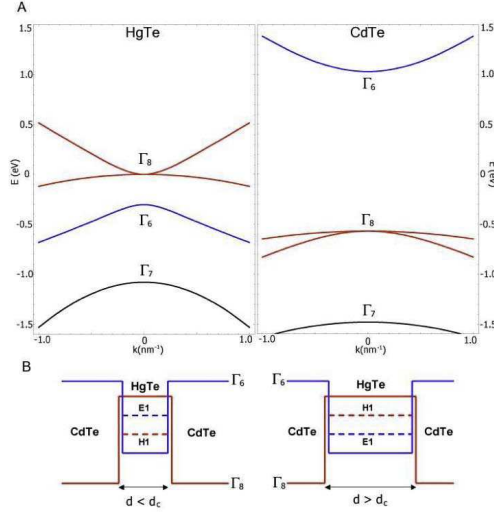 A
HgTe
CdTe
1.0
0.5
0
-0.5
-1.0
-1.5
E (eV)
Γ8
Γ6
Γ7
-1.0
0
1.0
k(nm⁻¹)
Γ6
Γ8
Γ7
1.5
1.0
0.5
0
-0.5
-1.0
-1.5
-1.0
0
1.0
k(nm⁻¹)
B
HgTe
Γ6
CdTe
E1
H1
CdTe
Γ8
d < dc
Γ6
HgTe
CdTe
H1
E1
CdTe
Γ8
d > dc